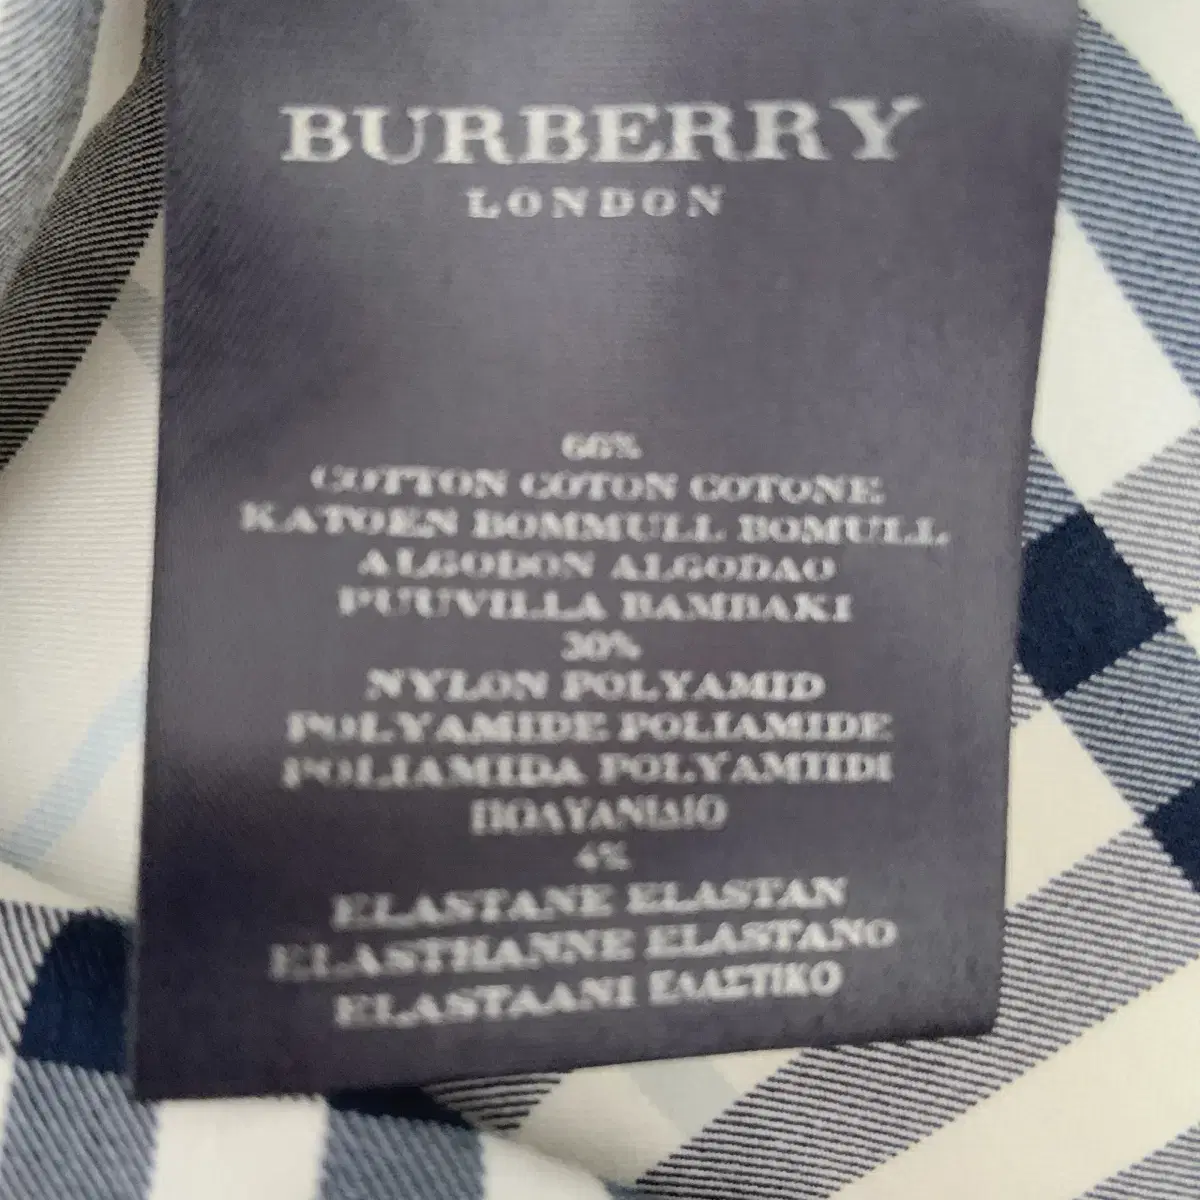 BURBERRY
LONDON
66%
COTTON COTON COTONE
KATOEN BOMMULL BOMULL
ALGODON ALGODAO
PUUVILLA BAMBAKI
30%
NYLON POLYAMID
POLYAMIDE POLIAMIDE
POLIAMIDA POLYAMIIDI
ΠΟΛΥΑΝΙΔΙΟ
4%
ELASTANE ELASTAN
ELASTHANNE ELASTANO
ELASTAANI ΕΛΑΣΤΙΚΟ